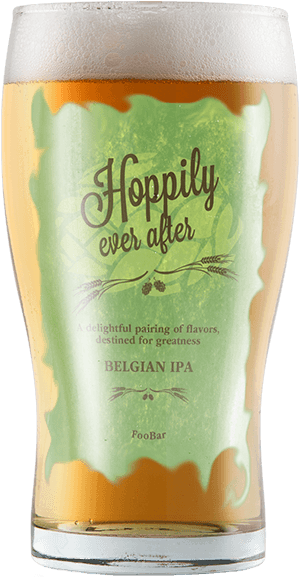 Hoppily
ever after
A delightful pairing of flavors,
destined for greatness
BELGIAN IPA
FooBar